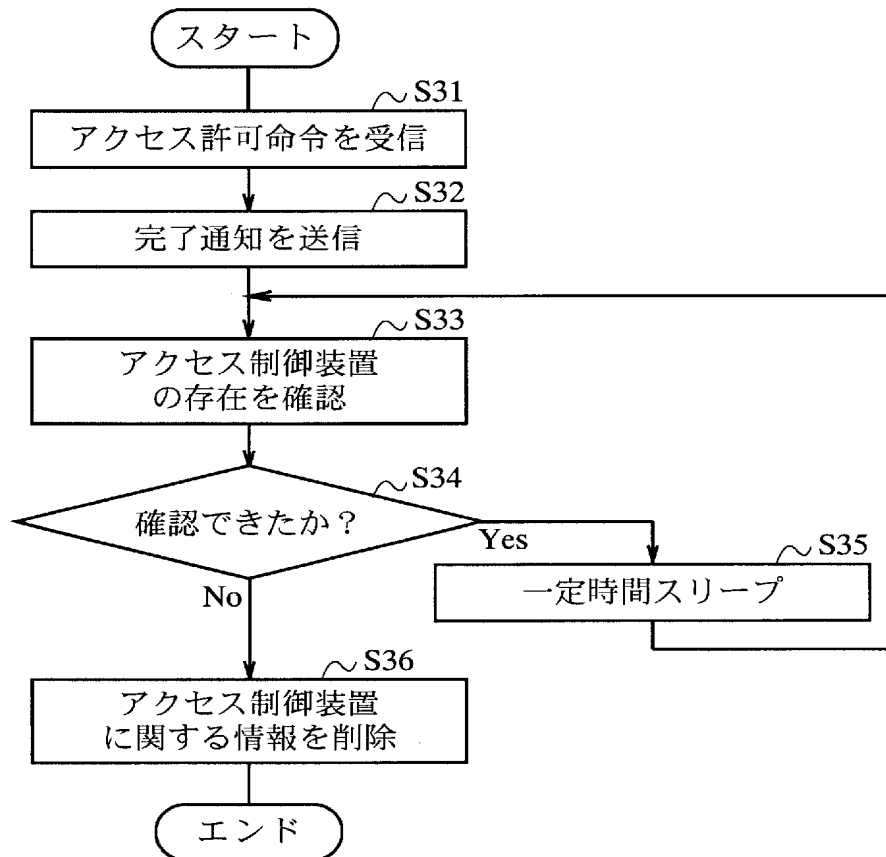 スタート
S31
アクセス許可命令を受信
S32
完了通知を送信
S33
アクセス制御装置
の存在を確認
S34
確認できたか？
Yes
S35
一定時間スリープ
No
S36
アクセス制御装置
に関する情報を削除
エンド